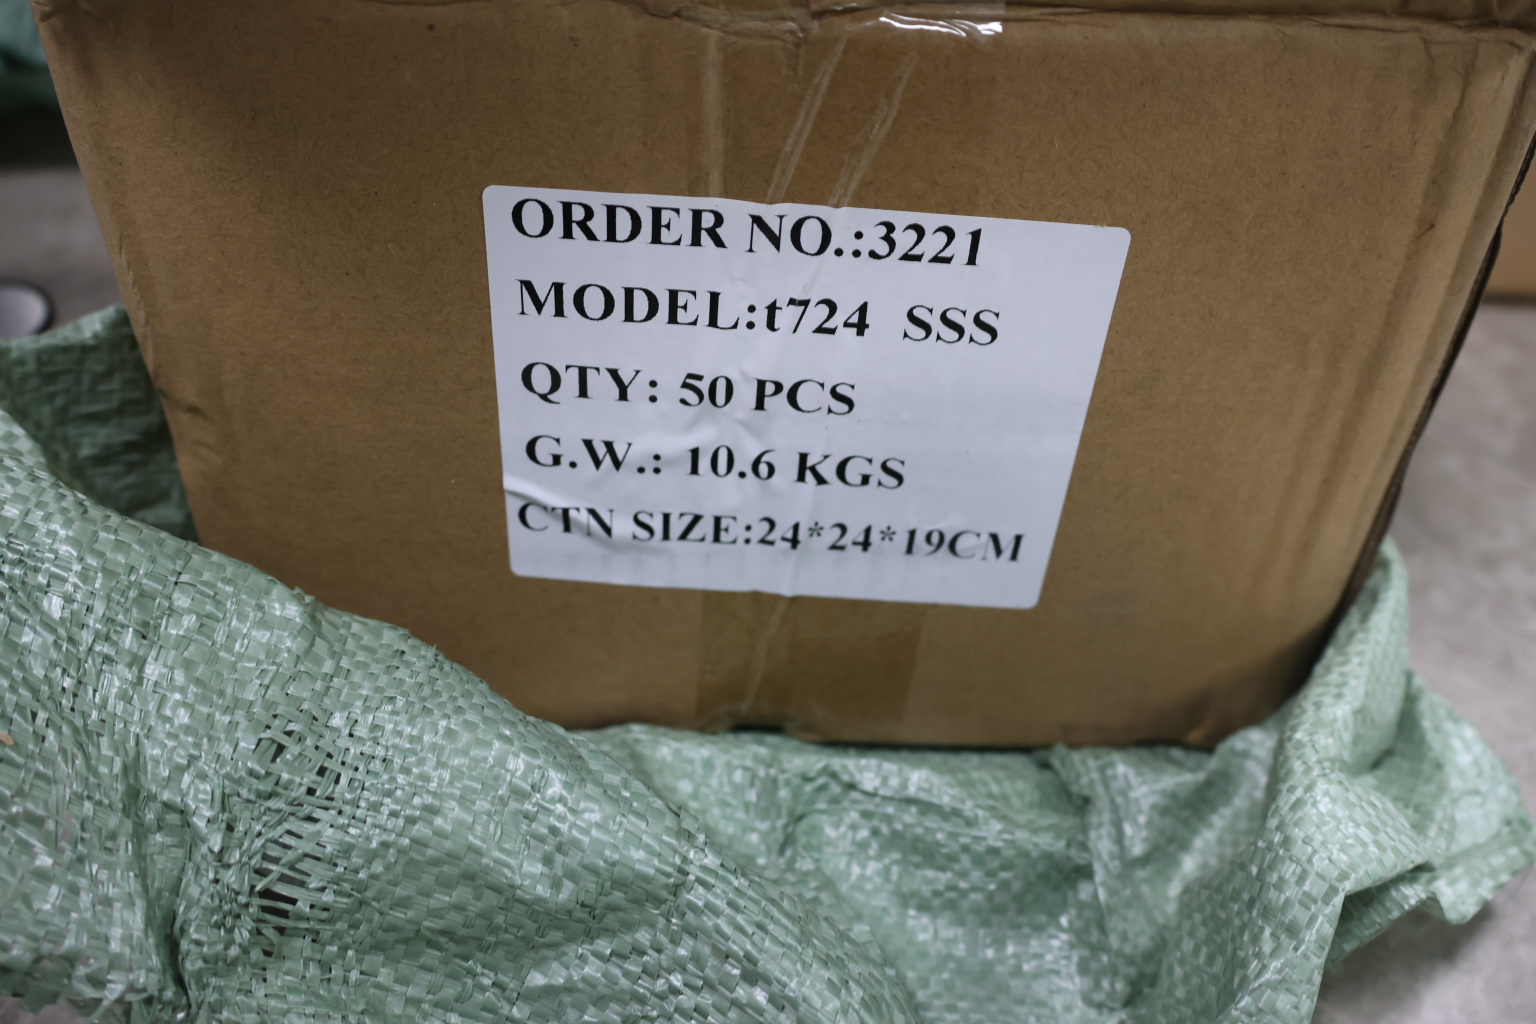 ORDER NO.:3221
MODEL:t724 SSS
QTY: 50 PCS
G.W.: 10.6 KGS
CTN SIZE:24*24*19CM